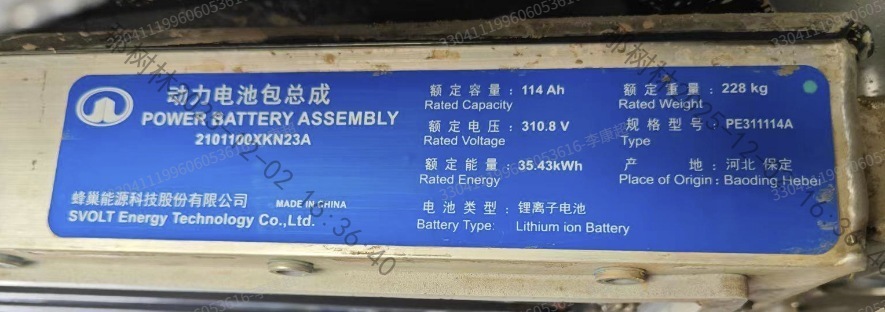 动力电池包总成
POWER BATTERY ASSEMBLY
2101100XKN23A
蜂巢能源科技股份有限公司
SVOLT Energy Technology Co.,Ltd.
MADE IN CHINA
额定容量：114 Ah
Rated Capacity
额定电压：310.8 V
Rated Voltage
额定能量：35.43kWh
Rated Energy
电池类型：锂离子电池
Battery Type: Lithium ion Battery
额定重量：228 kg
Rated Weight
规格型号：PE311114A
Type
产地：河北 保定
Place of Origin : Baoding Hebei